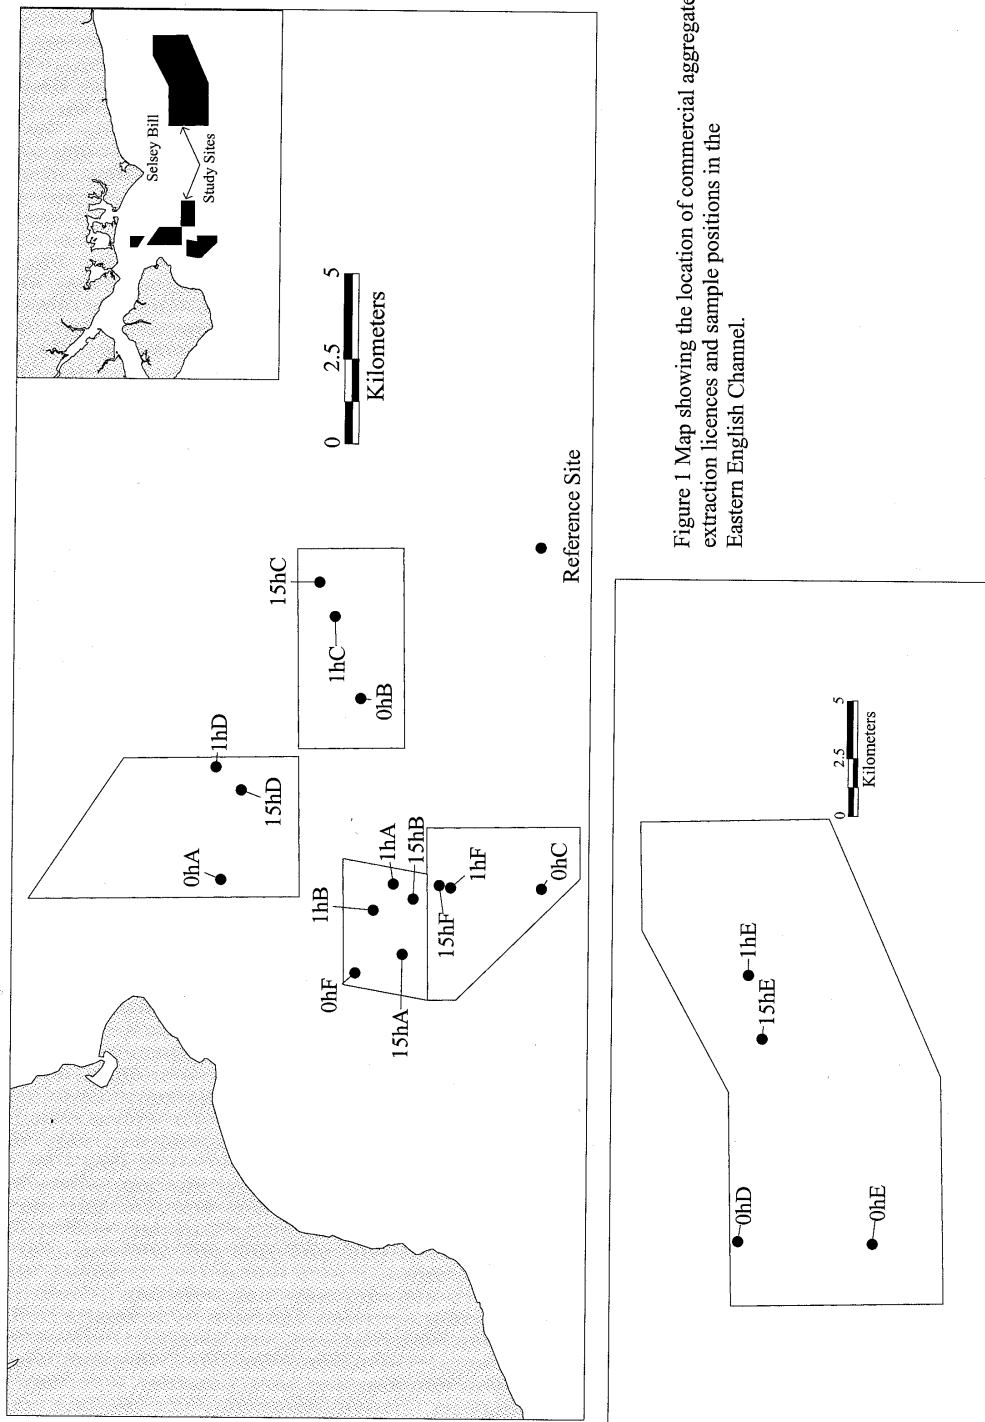 Selsey Bill
Study Sites
0
2.5
5
Kilometers
15hC
1hC
0hB
Reference Site
1hD
15hD
0hA
1hB
1hA
15hB
0hF
15hA
15hF
1hF
0hC
0
2.5
5
Kilometers
1hE
15hE
0hD
0hE
Figure 1 Map showing the location of commercial aggregate
extraction licences and sample positions in the
Eastern English Channel.